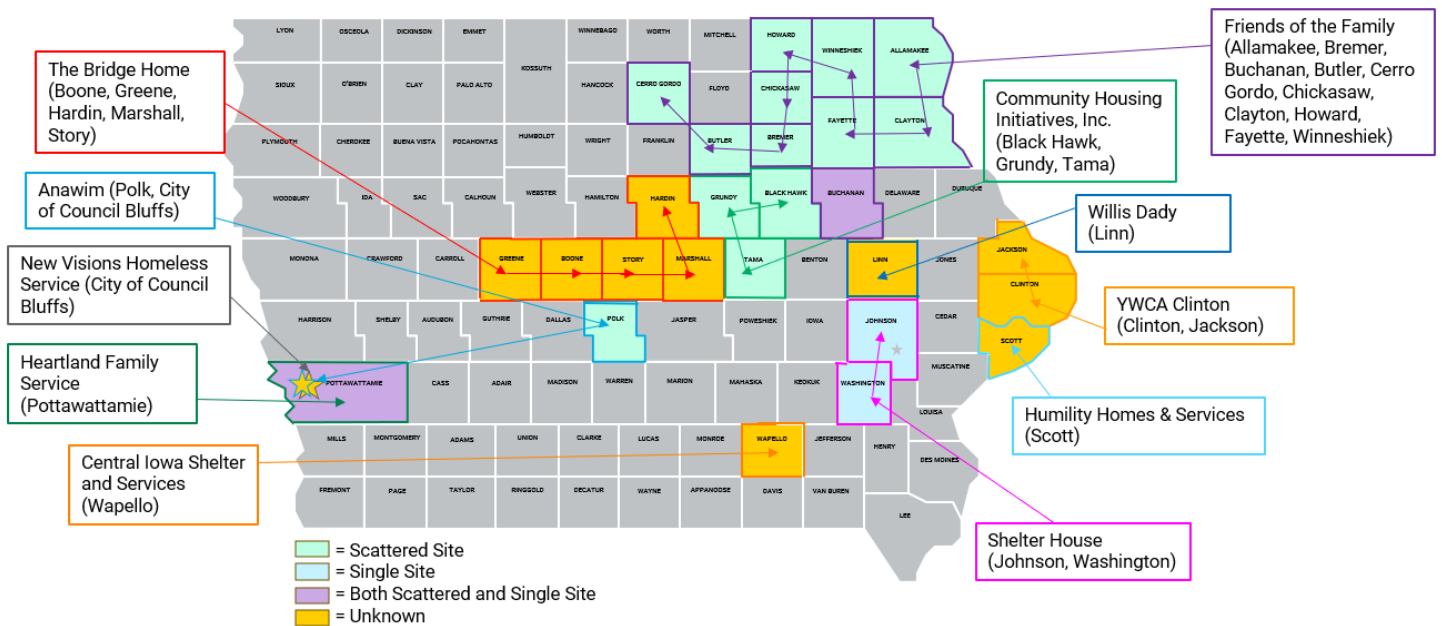 The Bridge Home
(Boone, Greene,
Hardin, Marshall,
Story)
Anawim (Polk, City
of Council Bluffs)
New Visions Homeless
Service (City of Council
Bluffs)
Heartland Family
Service
(Pottawattamie)
Central Iowa Shelter
and Services
(Wapello)
Friends of the Family
(Allamakee, Bremer,
Buchanan, Butler, Cerro
Gordo, Chickasaw,
Clayton, Howard,
Fayette, Winneshiek)
Community Housing
Initiatives, Inc.
(Black Hawk,
Grundy, Tama)
Willis Dady
(Linn)
YWCA Clinton
(Clinton, Jackson)
Humility Homes & Services
(Scott)
Shelter House
(Johnson, Washington)
LYON OSCEOLA DICKINSON EMMET WINNEBAGO WORTH MITCHELL HOWARD WINNESHIEK ALLAMAKEE
KOSSUTH
SIOUX O'BRIEN CLAY PALO ALTO HANCOCK CERRO GORDO FLOYD CHICKASAW
FAYETTE CLAYTON
PLYMOUTH CHEROKEE BUENA VISTA POCAHONTAS HUMBOLDT WRIGHT FRANKLIN BUTLER BREMER
WOODBURY IDA SAC CALHOUN WEBSTER HAMILTON HARDIN GRUNDY BLACK HAWK BUCHANAN DELAWARE DUBUQUE
MONONA CRAWFORD CARROLL GREENE BOONE STORY MARSHALL TAMA BENTON LINN JONES JACKSON
CLINTON
HARRISON SHELBY AUDUBON GUTHRIE DALLAS POLK JASPER POWESHIEK IOWA JOHNSON CEDAR
SCOTT
MUSCATINE
POTTAWATTAMIE CASS ADAIR MADISON WARREN MARION MAHASKA KEOKUK WASHINGTON
LOUISA
MILLS MONTGOMERY ADAMS UNION CLARKE LUCAS MONROE WAPELLO JEFFERSON HENRY
DES MOINES
FREMONT PAGE TAYLOR RINGGOLD DECATUR WAYNE APPANOOSE DAVIS VAN BUREN
LEE
= Scattered Site
= Single Site
= Both Scattered and Single Site
= Unknown